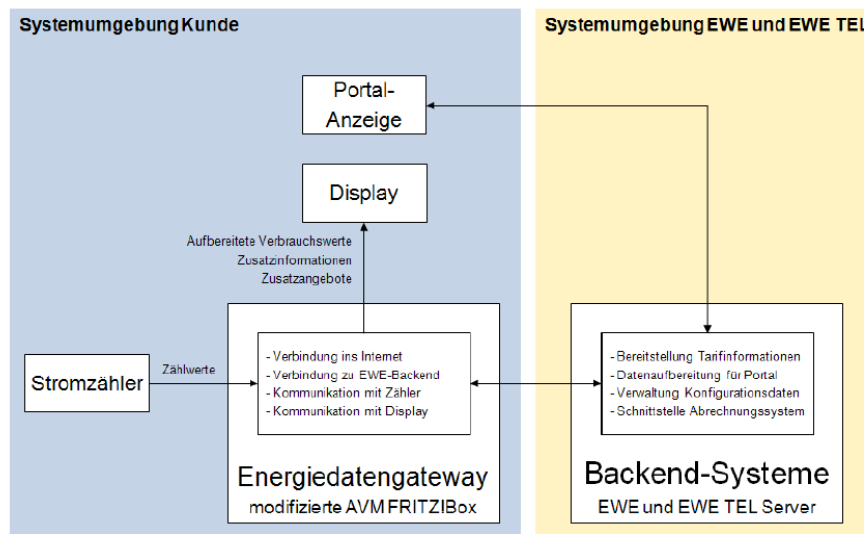 Systemumgebung Kunde
Systemumgebung EWE und EWE TEL
Portal-
Anzeige
Display
Aufbereitete Verbrauchswerte
Zusatzinformationen
Zusatzangebote
Stromzähler
Zählwerte
- Verbindung ins Internet
- Verbindung zu EWE-Backend
- Kommunikation mit Zähler
- Kommunikation mit Display
Energiedatengateway
modifizierte AVM FRITZ!Box
- Bereitstellung Tarifinformationen
- Datenaufbereitung für Portal
- Verwaltung Konfigurationsdaten
- Schnittstelle Abrechnungssystem
Backend-Systeme
EWE und EWE TEL Server